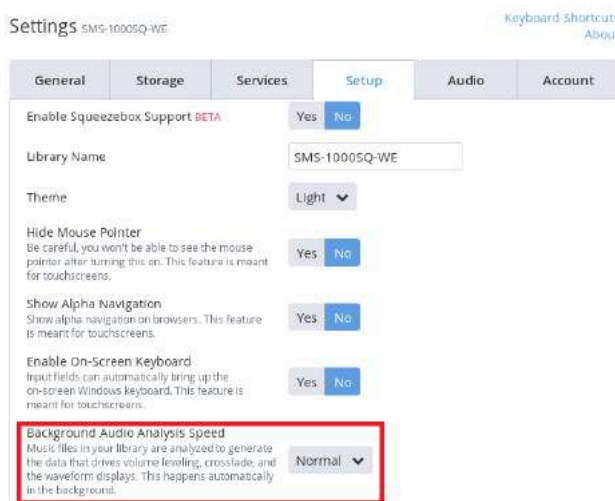 Settings SMS-1000SQ-WE
Keyboard Shortcuts
About
General Storage Services Setup Audio Account
Enable Squeezebox Support BETA Yes No
Library Name SMS-1000SQ-WE
Theme Light
Hide Mouse Pointer
Be careful, you won't be able to see the mouse
pointer after turning this on. This feature is meant
for touchscreens.
Yes No
Show Alpha Navigation
Show alpha navigation on browsers. This feature
is meant for touchscreens.
Yes No
Enable On-Screen Keyboard
Input fields can automatically bring up the
on-screen Windows keyboard. This feature is
meant for touchscreens.
Yes No
Background Audio Analysis Speed
Music files in your library are analyzed to generate
the data that drives volume leveling, crossfade, and
the waveform displays. This happens automatically
in the background.
Normal